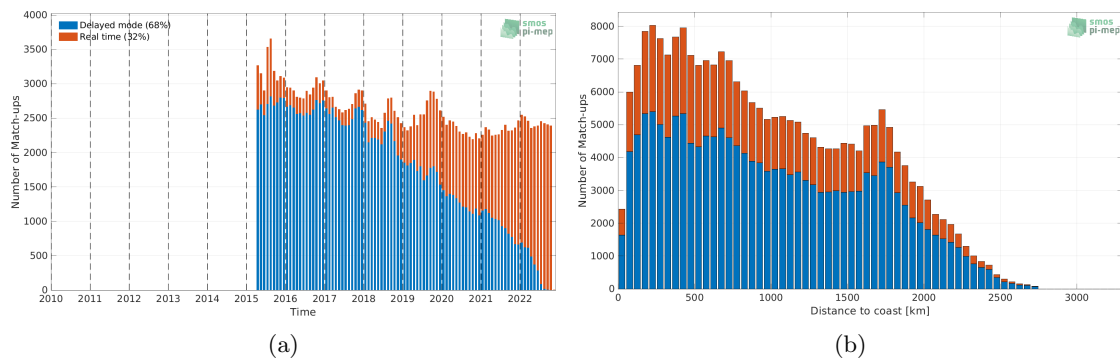 Delayed mode (68%)
Real time (32%)
smos
pi-mep
Number of Match-ups
4000
3500
3000
2500
2000
1500
1000
500
0
2010 2011 2012 2013 2014 2015 2016 2017 2018 2019 2020 2021 2022
Time
(a)
smos
pi-mep
Number of Match-ups
8000
7000
6000
5000
4000
3000
2000
1000
0
0 500 1000 1500 2000 2500 3000
Distance to coast [km]
(b)